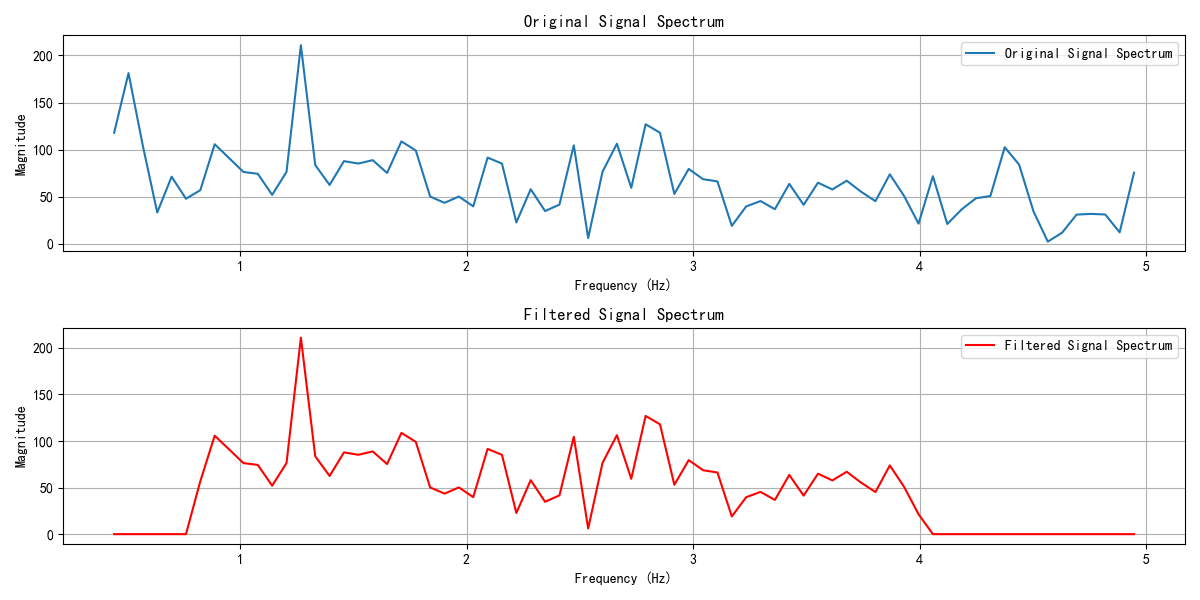 Original Signal Spectrum
Original Signal Spectrum
Magnitude
200
150
100
50
0
1 2 3 4 5
Frequency (Hz)
Filtered Signal Spectrum
Filtered Signal Spectrum
Magnitude
200
150
100
50
0
1 2 3 4 5
Frequency (Hz)